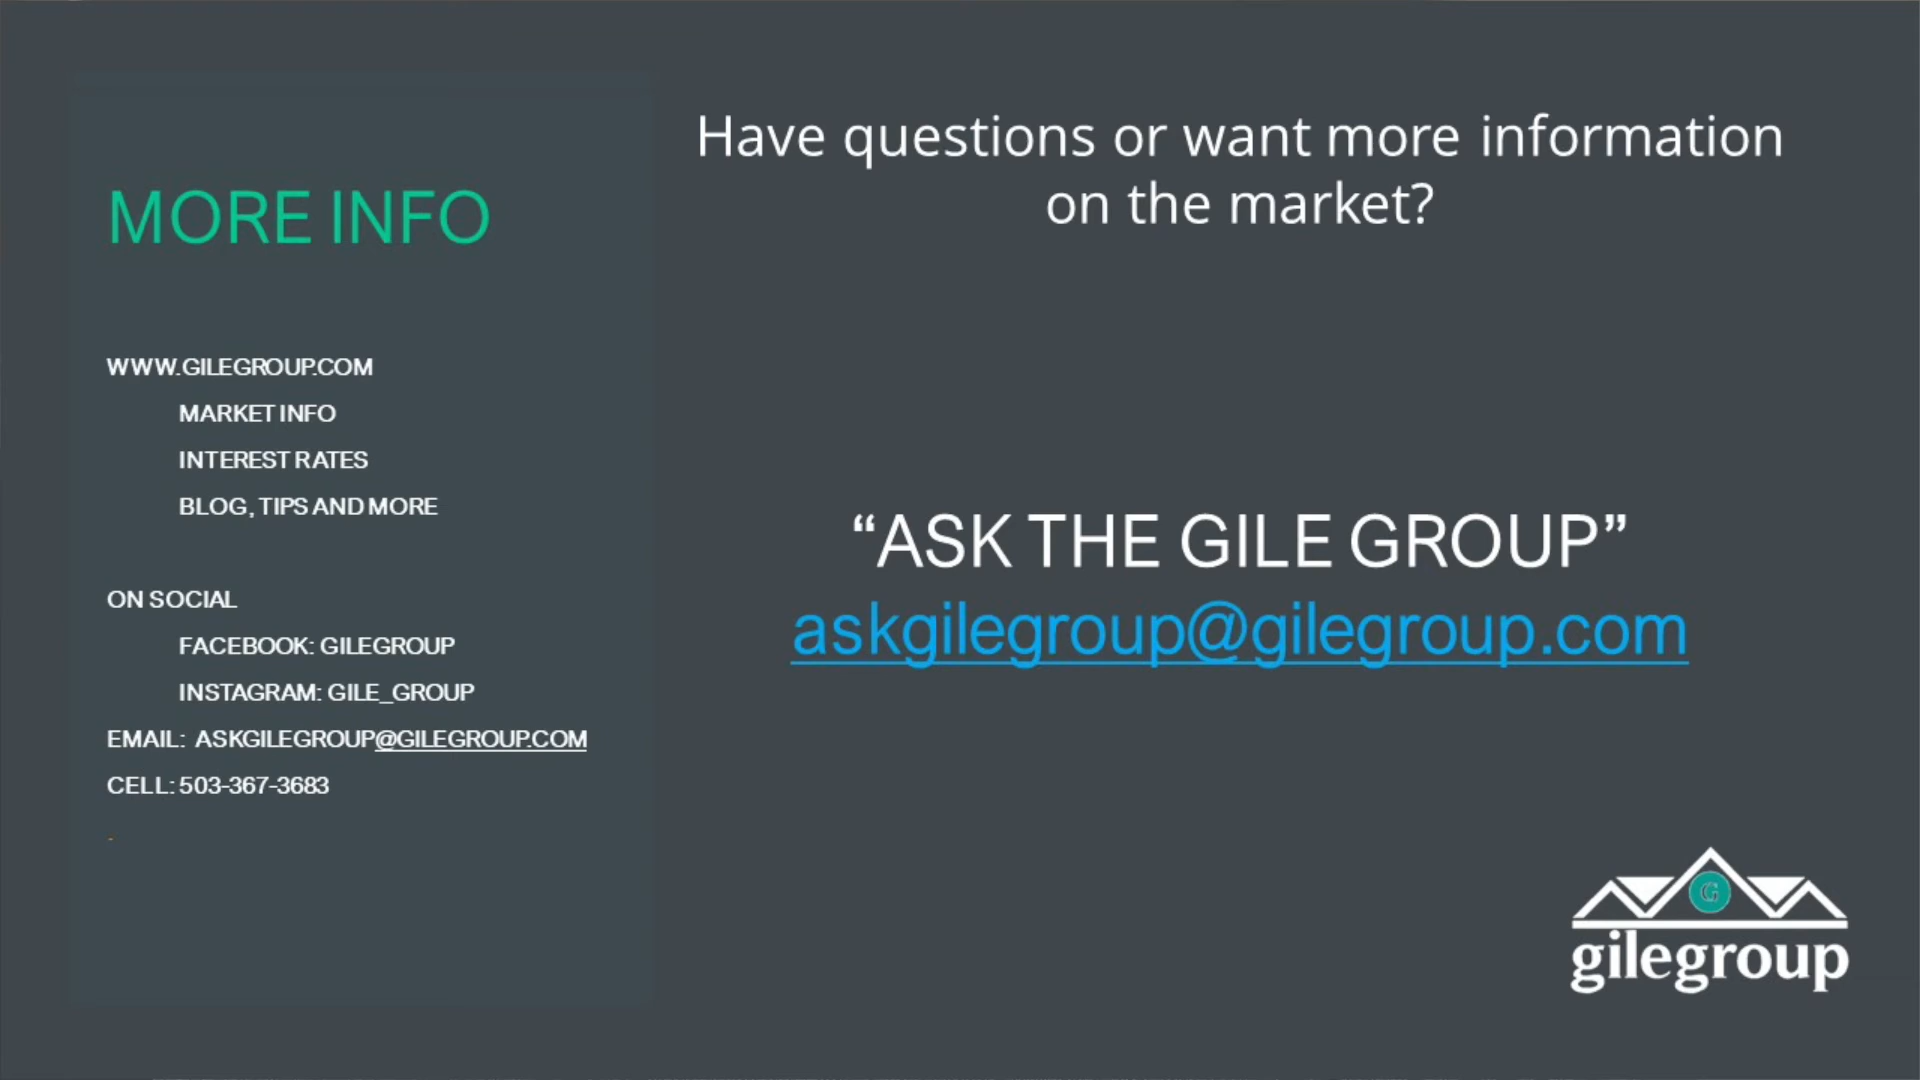 MORE INFO
WWW.GILEGROUP.COM
MARKET INFO
INTEREST RATES
BLOG, TIPS AND MORE
ON SOCIAL
FACEBOOK: GILEGROUP
INSTAGRAM: GILE_GROUP
EMAIL: ASKGILEGROUP@GILEGROUP.COM
CELL: 503-367-3683
Have questions or want more information
on the market?
“ASK THE GILE GROUP”
askgilegroup@gilegroup.com
G
gilegroup